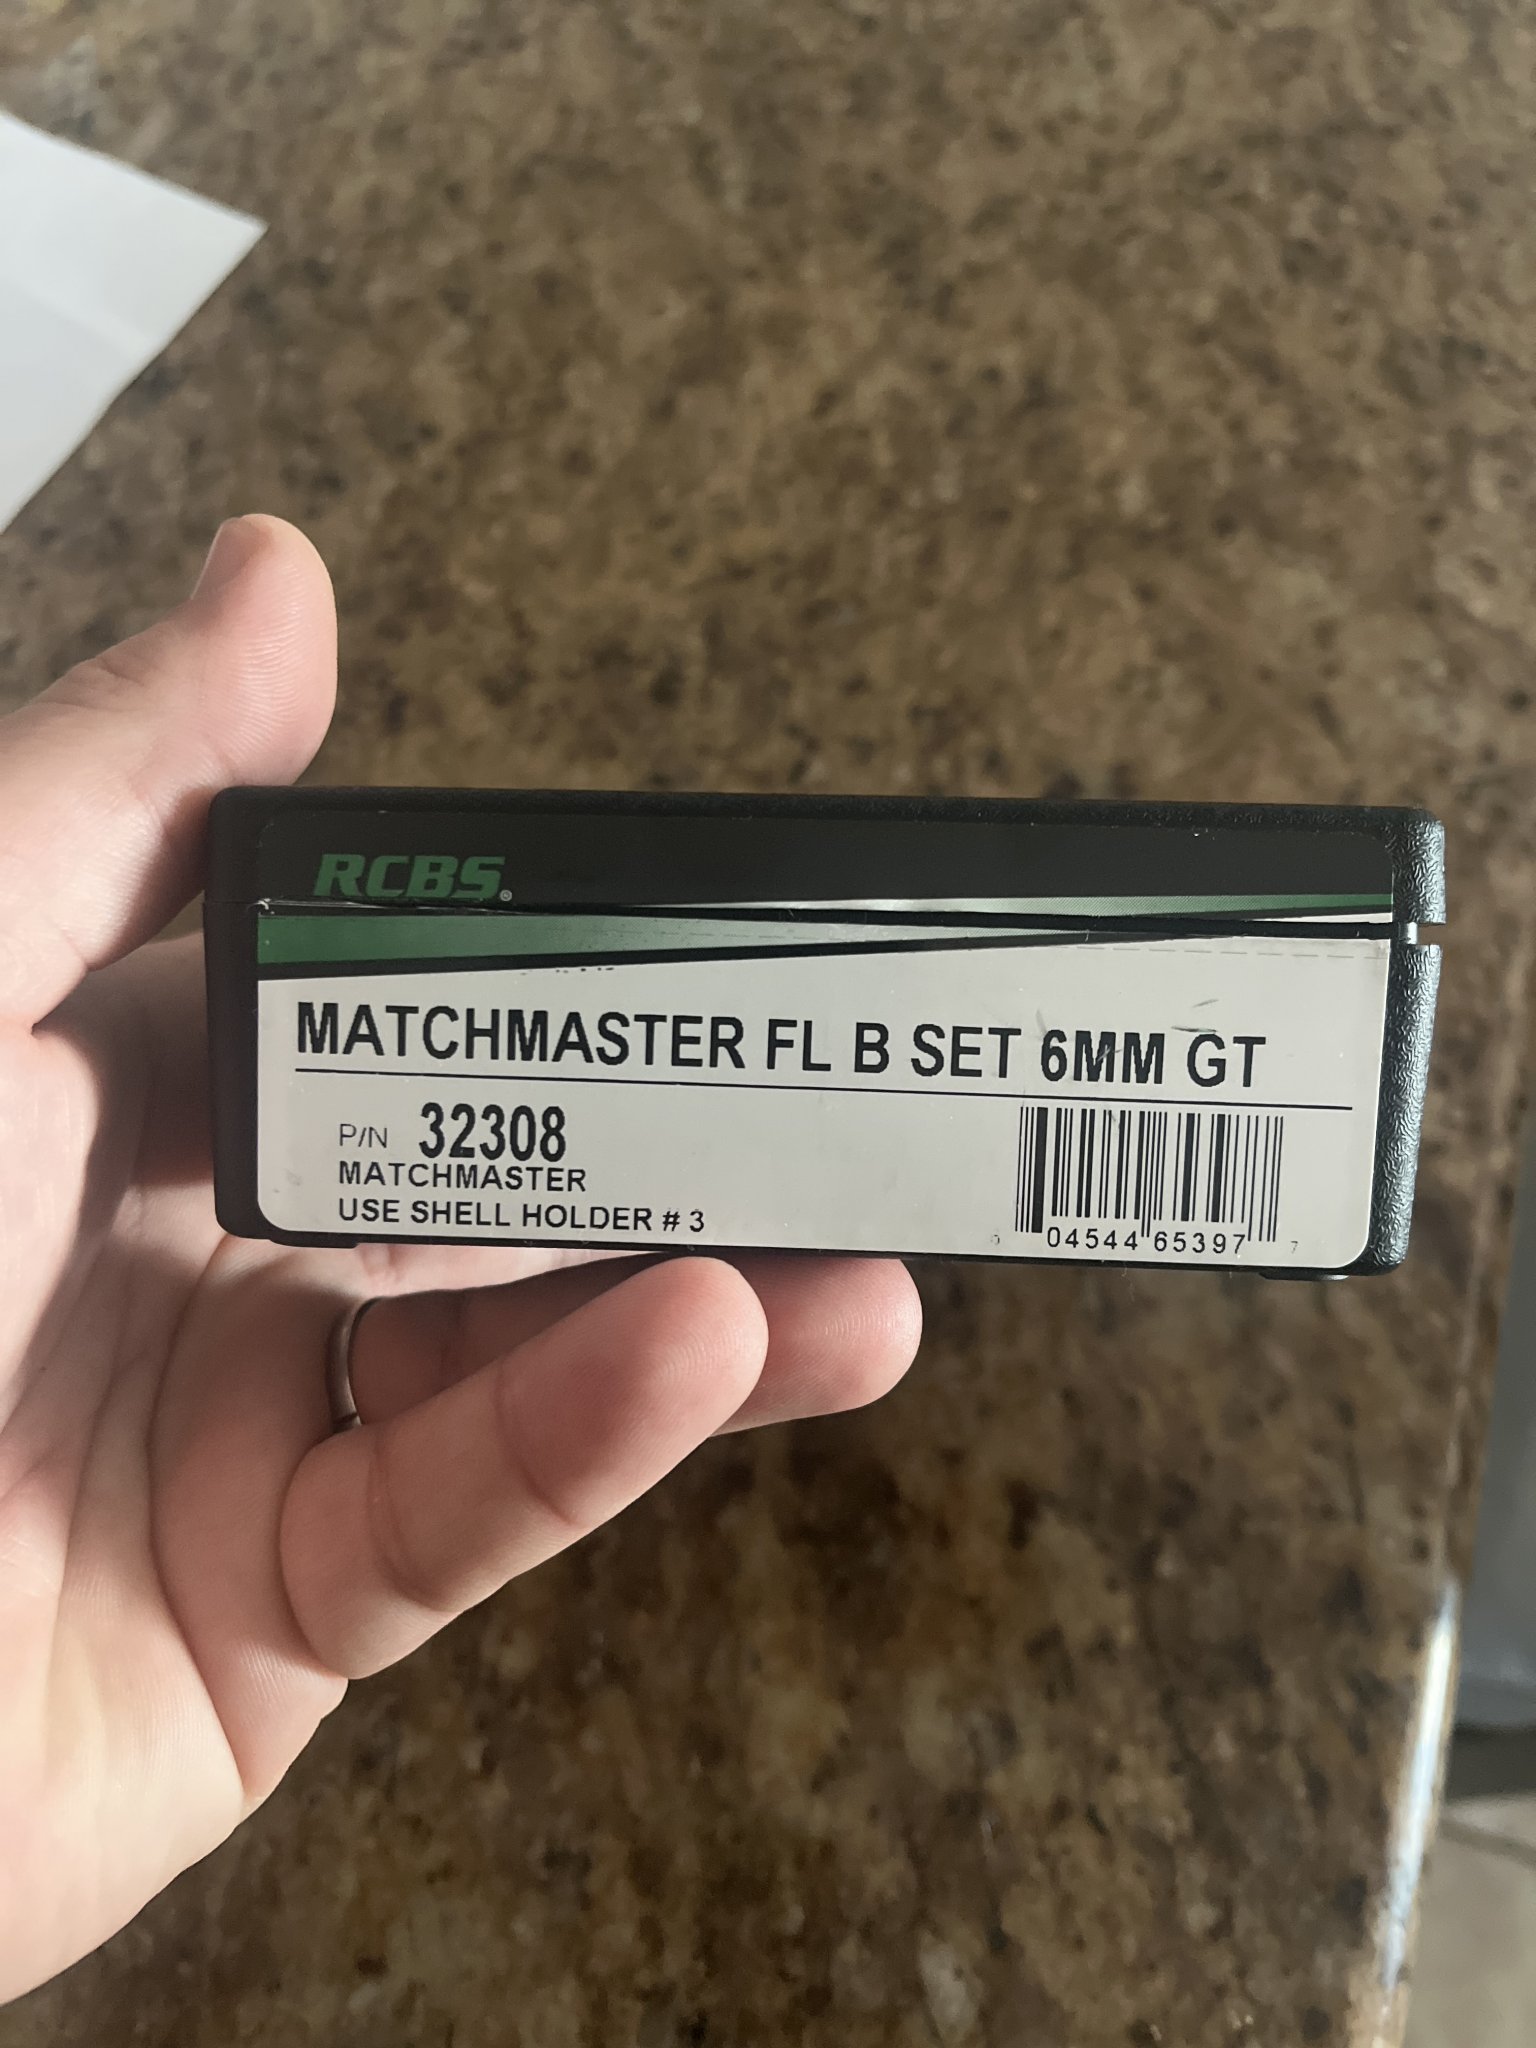 RCBS®
MATCHMASTER FL B SET 6MM GT
P/N 32308
MATCHMASTER
USE SHELL HOLDER # 3
0 04544 65397 7